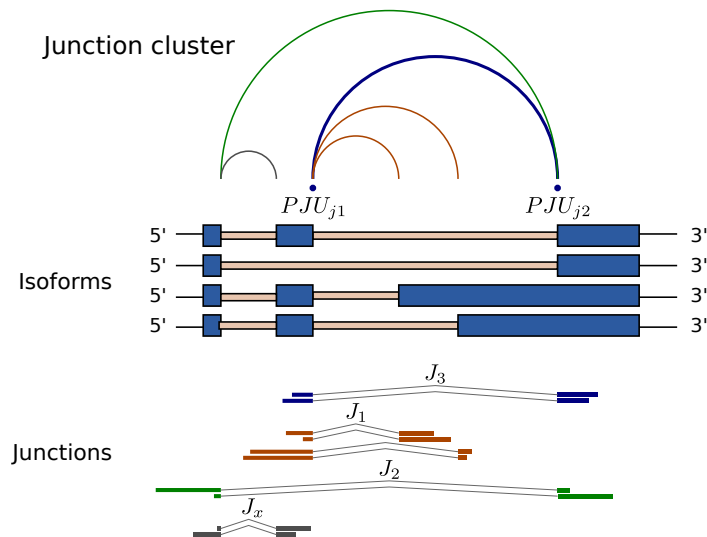 Junction cluster
PJU_{j1} PJU_{j2}
5' 3'
5' 3'
Isoforms
5' 3'
5' 3'
J_3
J_1
Junctions
J_2
J_x